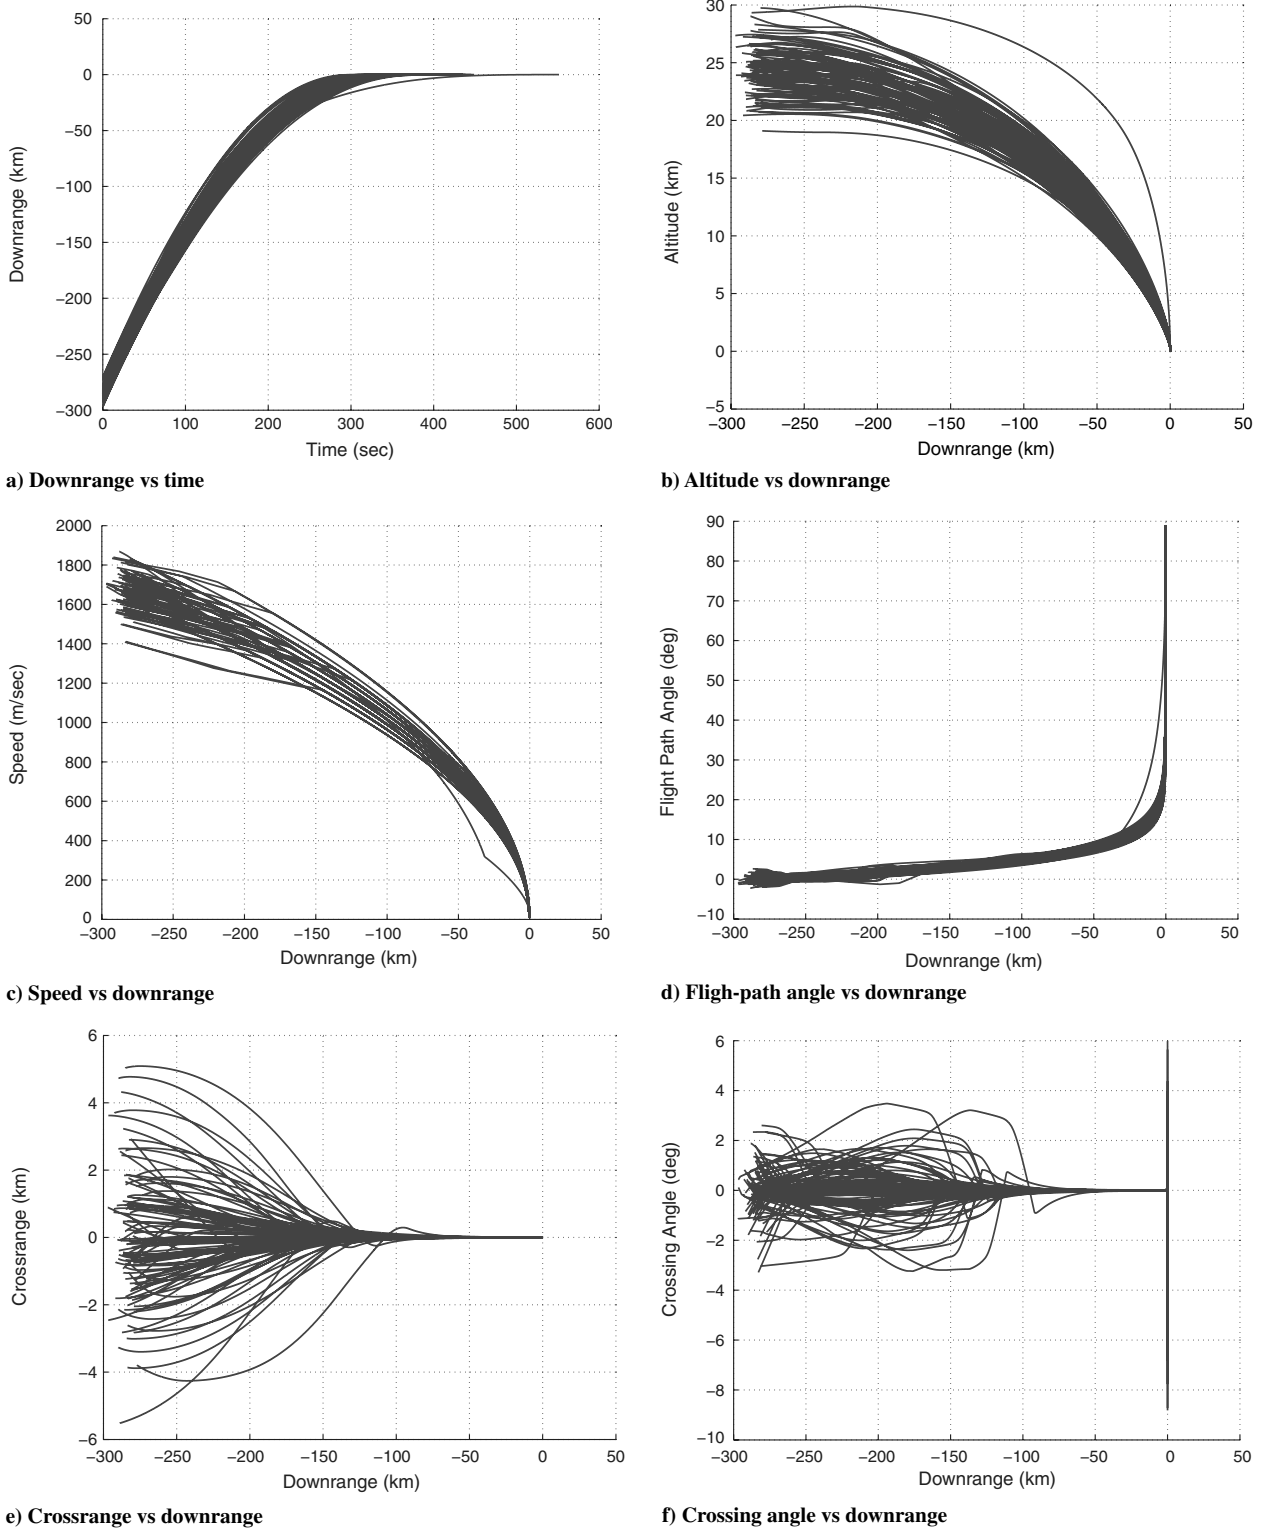 50
0
−50
−100
−150
−200
−250
−300
0 100 200 300 400 500 600
Downrange (km)
Time (sec)
a) Downrange vs time
30
25
20
15
10
5
0
−5
−300 −250 −200 −150 −100 −50 0 50
Altitude (km)
Downrange (km)
b) Altitude vs downrange
2000
1800
1600
1400
1200
1000
800
600
400
200
0
−300 −250 −200 −150 −100 −50 0 50
Speed (m/sec)
Downrange (km)
c) Speed vs downrange
90
80
70
60
50
40
30
20
10
0
−10
−300 −250 −200 −150 −100 −50 0 50
Flight Path Angle (deg)
Downrange (km)
d) Fligh-path angle vs downrange
6
4
2
0
−2
−4
−6
−300 −250 −200 −150 −100 −50 0 50
Crossrange (km)
Downrange (km)
e) Crossrange vs downrange
6
4
2
0
−2
−4
−6
−8
−10
−300 −250 −200 −150 −100 −50 0 50
Crossing Angle (deg)
Downrange (km)
f) Crossing angle vs downrange